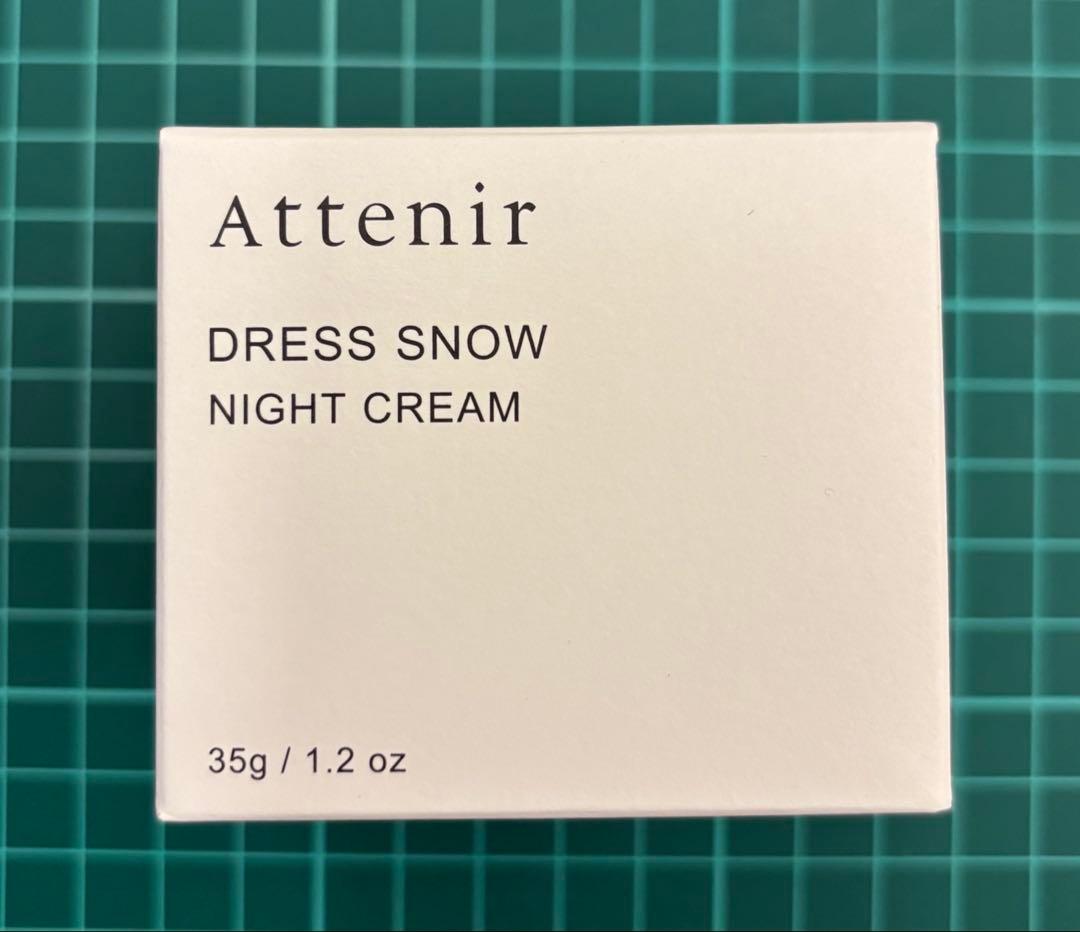 Attenir
DRESS SNOW
NIGHT CREAM
35g / 1.2 oz